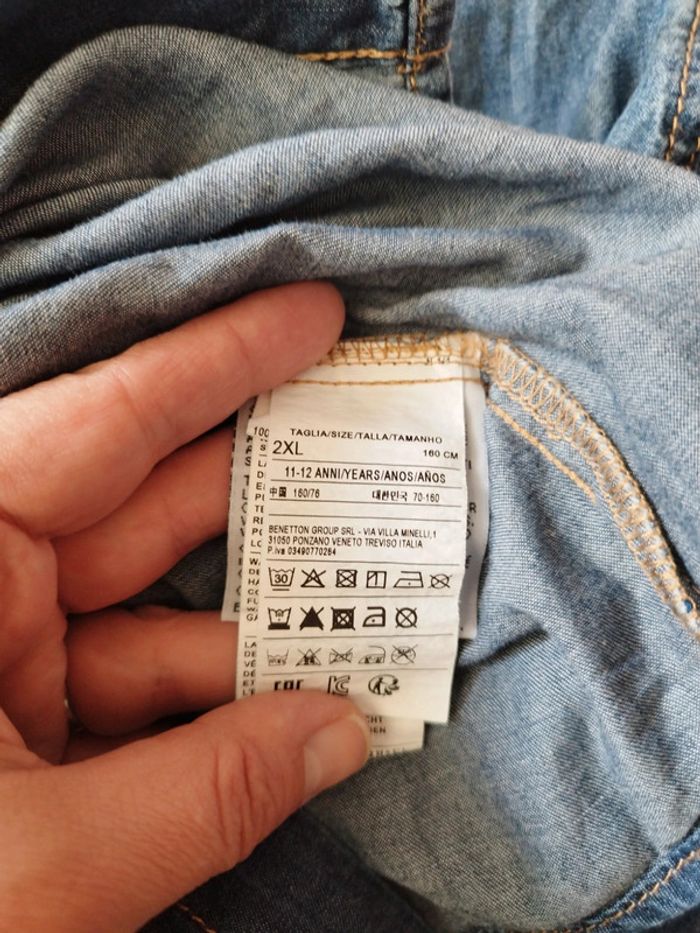 TAGLIA/SIZE/TALLA/TAMANHO
2XL 160 CM
11-12 ANNI/YEARS/ANOS/AÑOS
中国 160/76 대한민국 70-160
BENETTON GROUP SRL - VIA VILLA MINELLI,1
31050 PONZANO VENETO TREVISO ITALIA
P.iva 03490770264
30
100